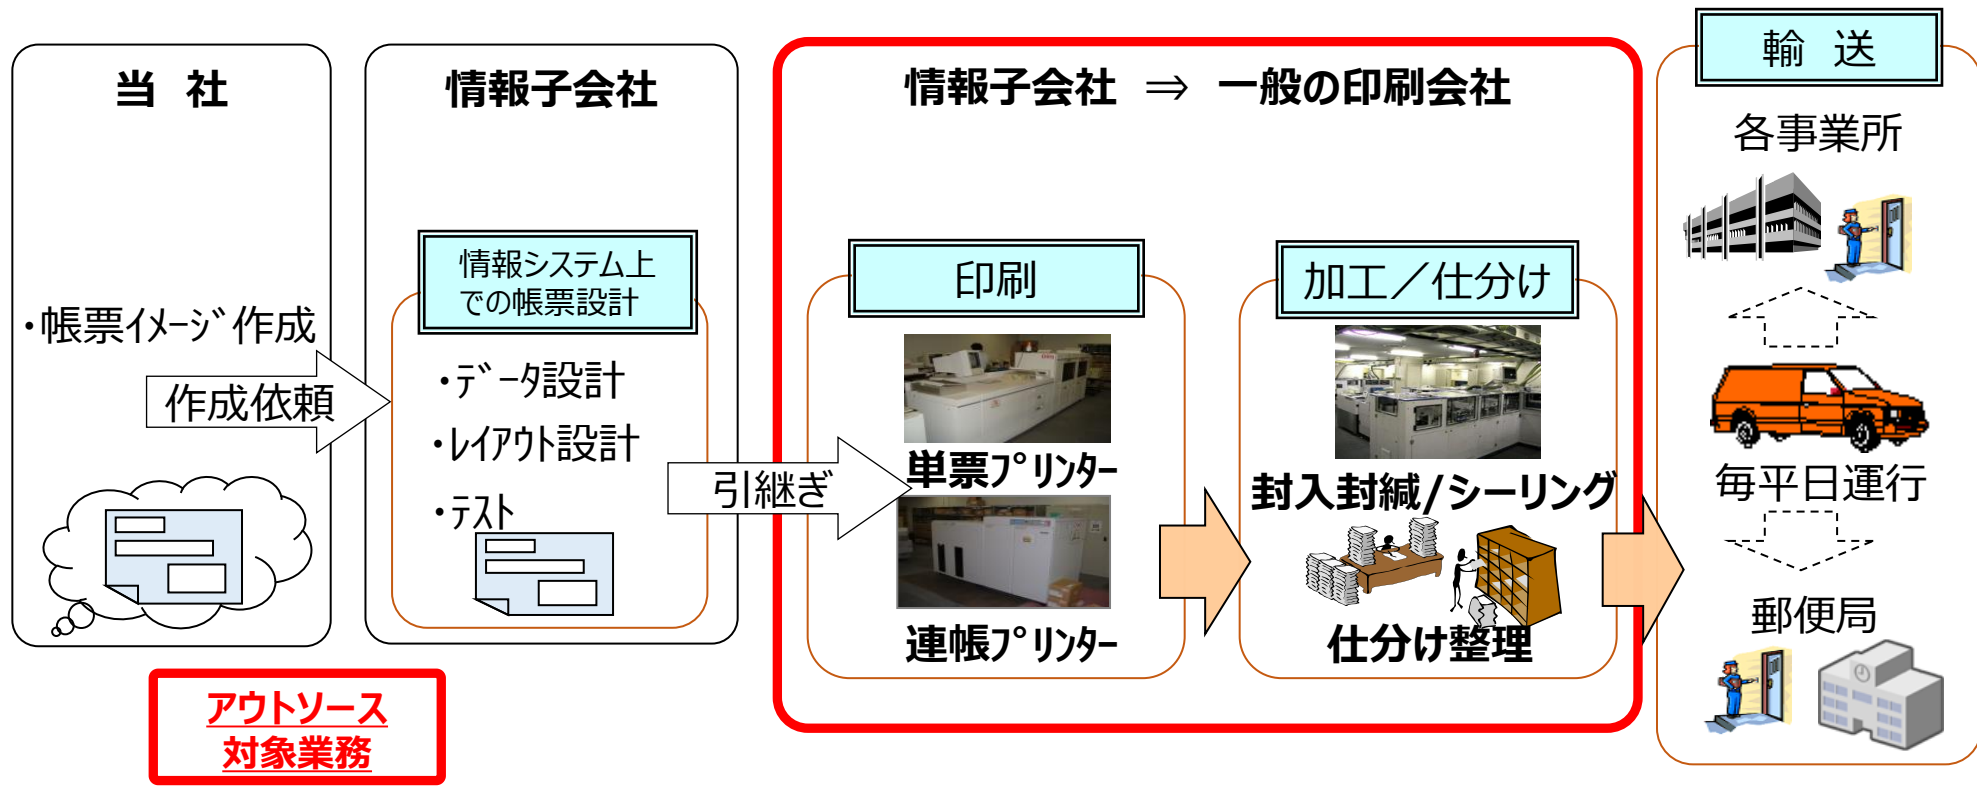 当 社
・帳票イメージ作成
作成依頼
情報子会社
情報システム上
での帳票設計
・データ設計
・レイアウト設計
・テスト
引継ぎ
情報子会社 ⇒ 一般の印刷会社
印刷
単票プリンター
連帳プリンター
加工／仕分け
封入封緘/シーリング
仕分け整理
輸 送
各事業所
毎平日運行
郵便局
アウトソース
対象業務